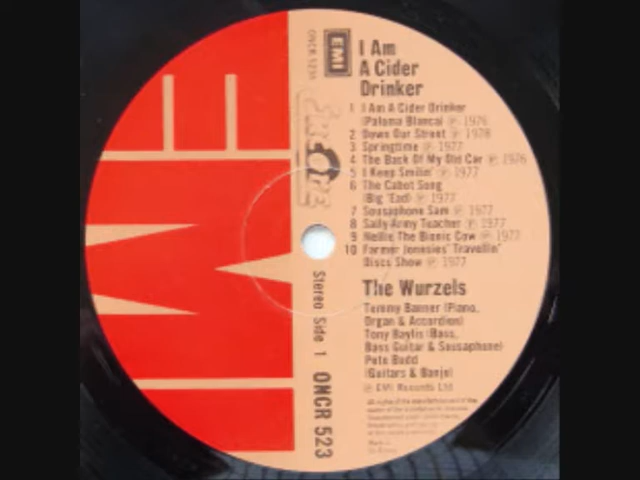 EMI
I Am
A Cider
Drinker
1 I Am A Cider Drinker
(Paloma Blanca) ℗ 1976
2 Down Our Street ℗ 1978
3 Springtime ℗ 1977
4 The Back Of My Old Car ℗ 1976
5 I Keep Smilin' ℗ 1977
6 The Cabot Song
(Big 'Ead) ℗ 1977
7 Sousaphone Sam ℗ 1977
8 Sally Army Teacher ℗ 1977
9 Nellie The Bionic Cow ℗ 1977
10 Farmer Jonesies' Travellin'
Discs Show ℗ 1977
The Wurzels
Tommy Banner (Piano,
Organ & Accordion)
Tony Baylis (Bass,
Bass Guitar & Sousaphone)
Pete Budd
(Guitars & Banjo)
℗ EMI Records Ltd
Stereo Side 1 ONCR 523
EMI